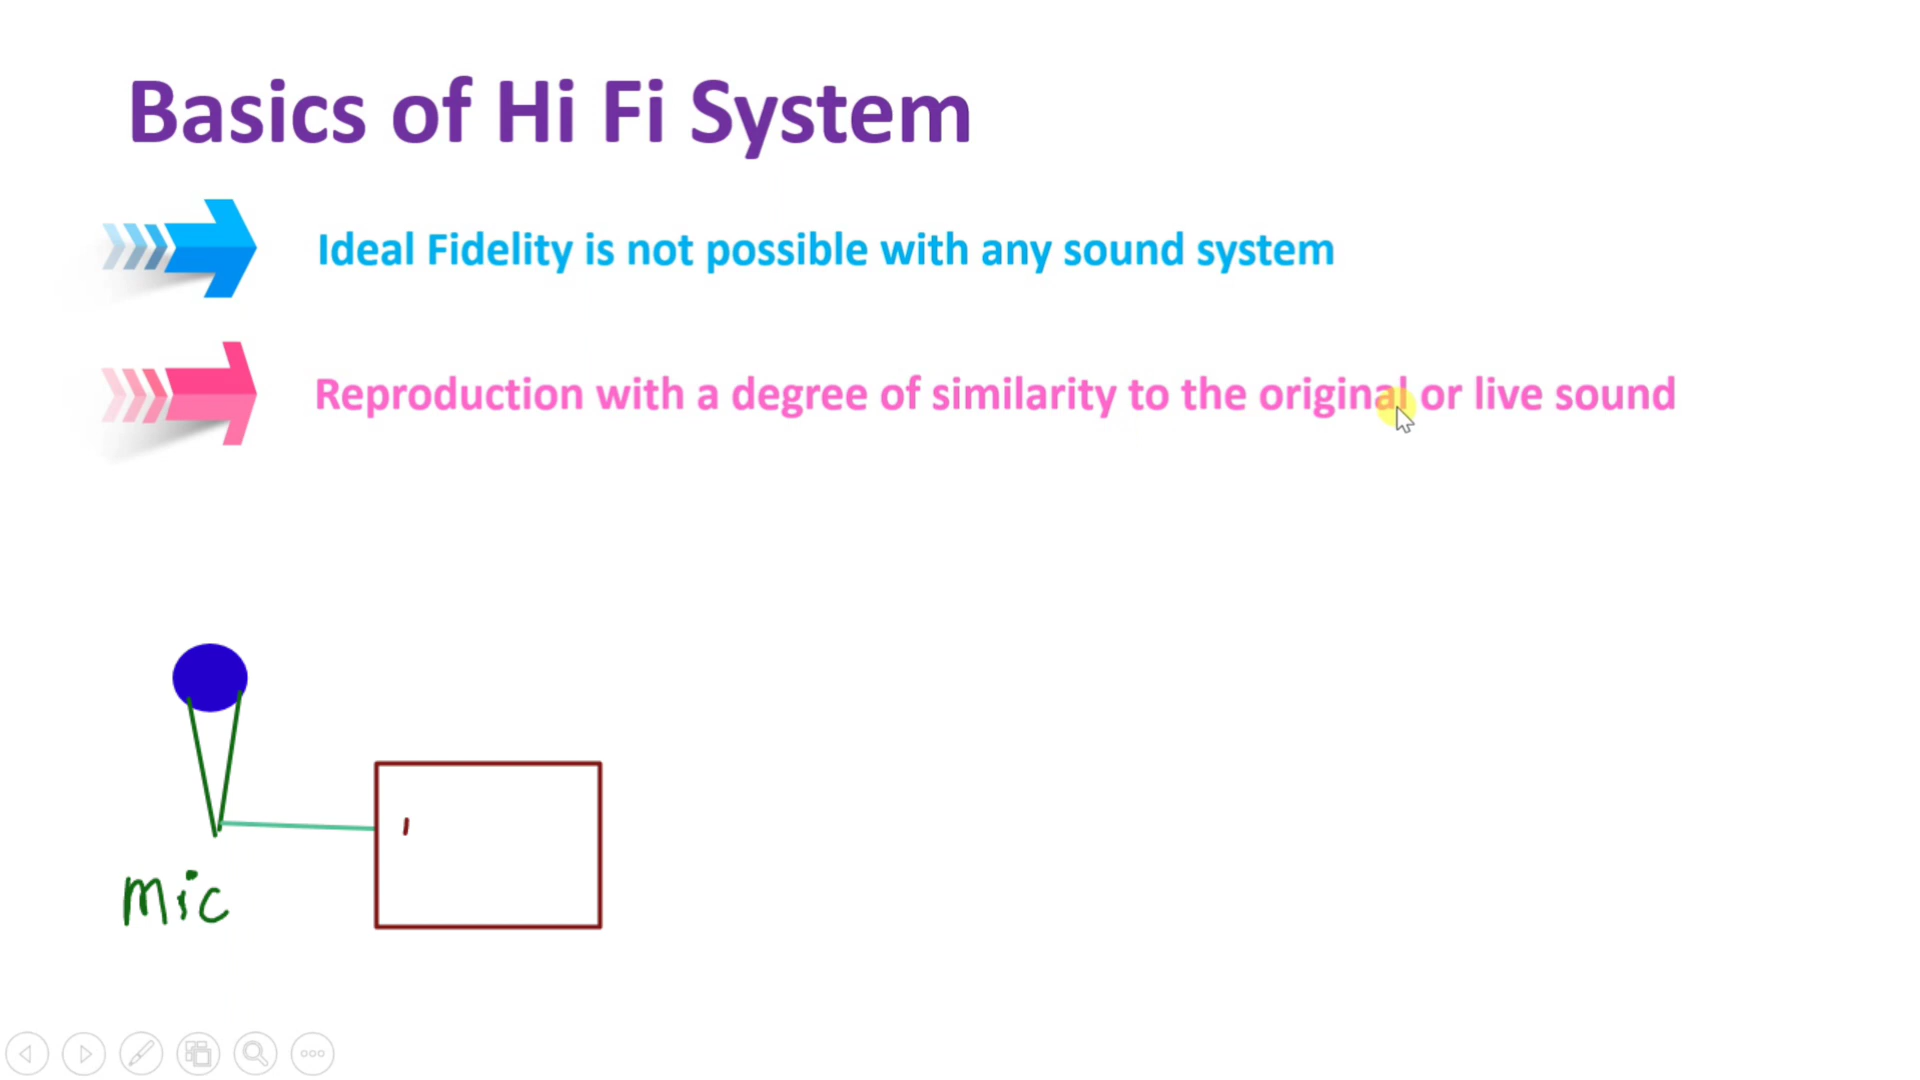 Basics of Hi Fi System
Ideal Fidelity is not possible with any sound system
Reproduction with a degree of similarity to the original or live sound
Mic